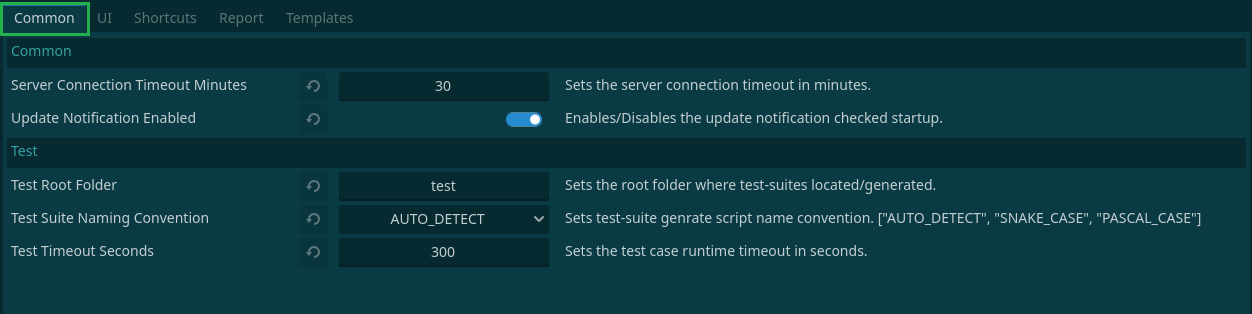 Common UI Shortcuts Report Templates
Common
Server Connection Timeout Minutes 30 Sets the server connection timeout in minutes.
Update Notification Enabled Enables/Disables the update notification checked startup.
Test
Test Root Folder test Sets the root folder where test-suites located/generated.
Test Suite Naming Convention AUTO_DETECT Sets test-suite genrate script name convention. ["AUTO_DETECT", "SNAKE_CASE", "PASCAL_CASE"]
Test Timeout Seconds 300 Sets the test case runtime timeout in seconds.